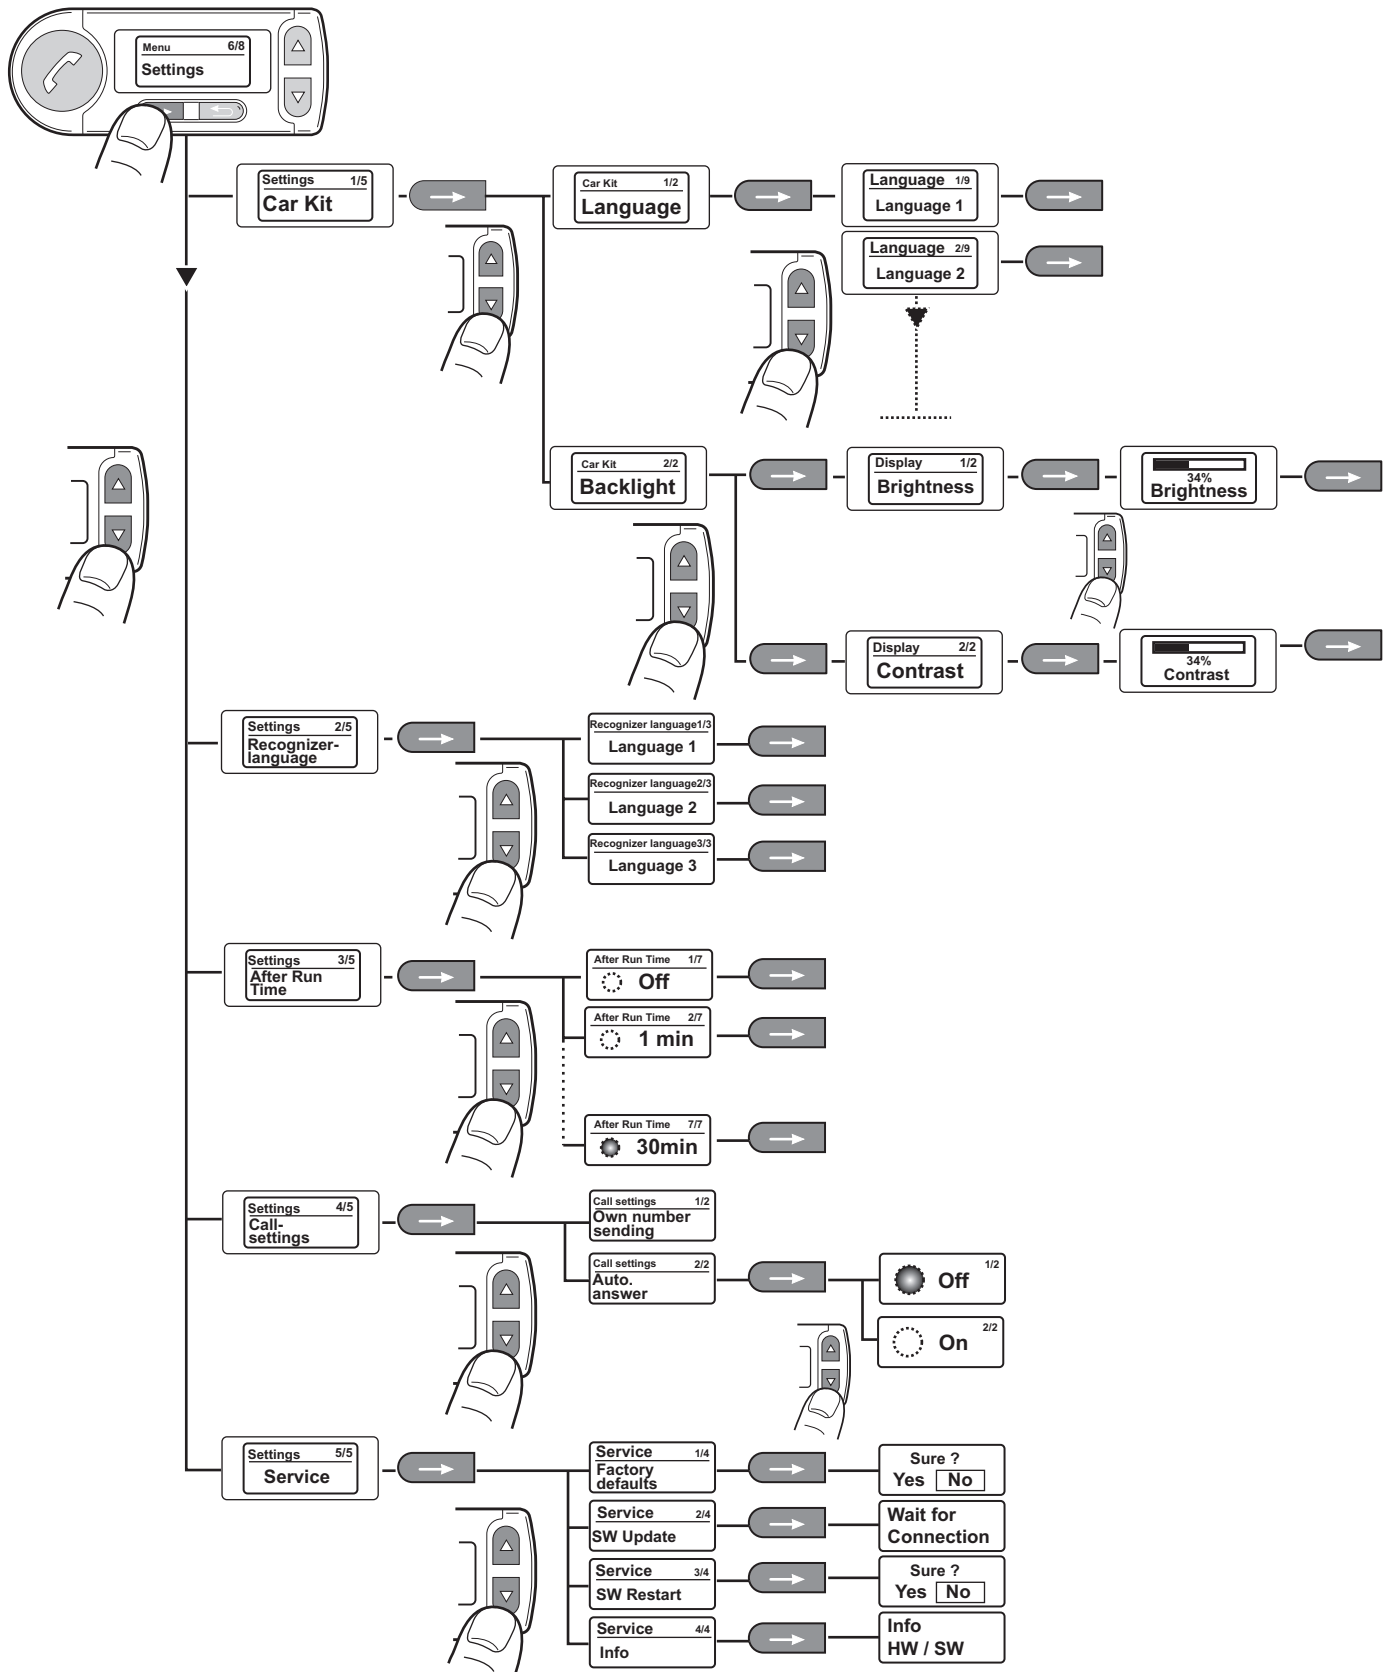 Menu 6/8
Settings
Settings 1/5
Car Kit
Car Kit 1/2
Language
Language 1/9
Language 1
Language 2/9
Language 2
Car Kit 2/2
Backlight
Display 1/2
Brightness
34%
Brightness
Display 2/2
Contrast
34%
Contrast
Settings 2/5
Recognizer-
language
Recognizer language1/3
Language 1
Recognizer language2/3
Language 2
Recognizer language3/3
Language 3
Settings 3/5
After Run
Time
After Run Time 1/7
Off
After Run Time 2/7
1 min
After Run Time 7/7
30min
Settings 4/5
Call-
settings
Call settings 1/2
Own number
sending
Call settings 2/2
Auto.
answer
1/2
Off
2/2
On
Settings 5/5
Service
Service 1/4
Factory
defaults
Sure ?
Yes No
Service 2/4
SW Update
Wait for
Connection
Service 3/4
SW Restart
Sure ?
Yes No
Service 4/4
Info
Info
HW / SW